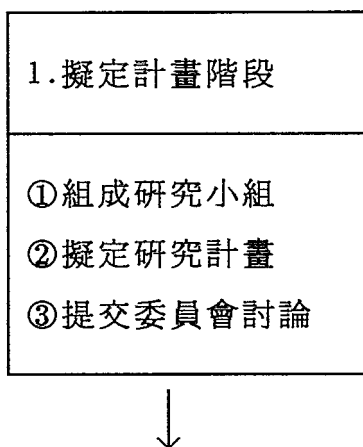 1.擬定計畫階段
①組成研究小組
②擬定研究計畫
③提交委員會討論